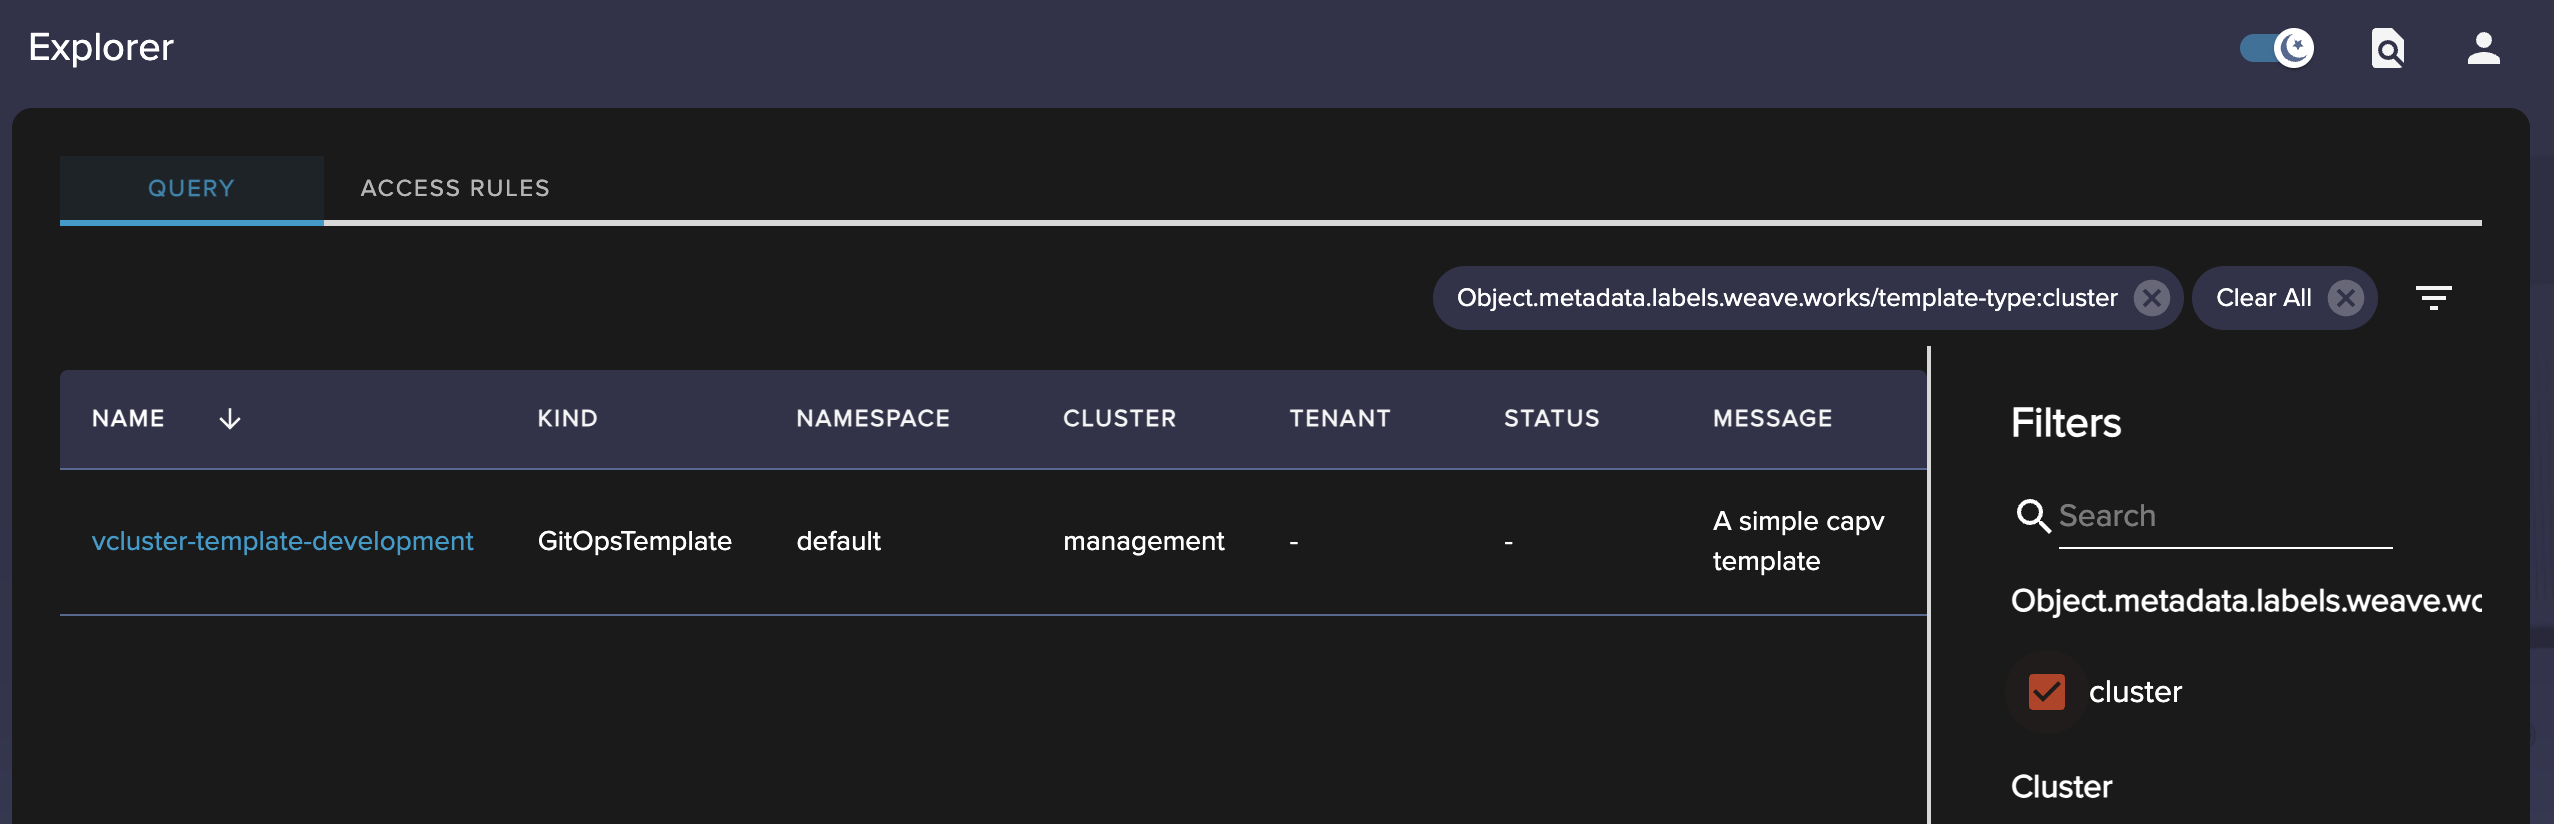 Explorer
QUERY
ACCESS RULES
Object.metadata.labels.weave.works/template-type:cluster
Clear All
NAME KIND NAMESPACE CLUSTER TENANT STATUS MESSAGE
vcluster-template-development GitOpsTemplate default management - - A simple capv
template
Filters
Search
Object.metadata.labels.weave.wo
cluster
Cluster